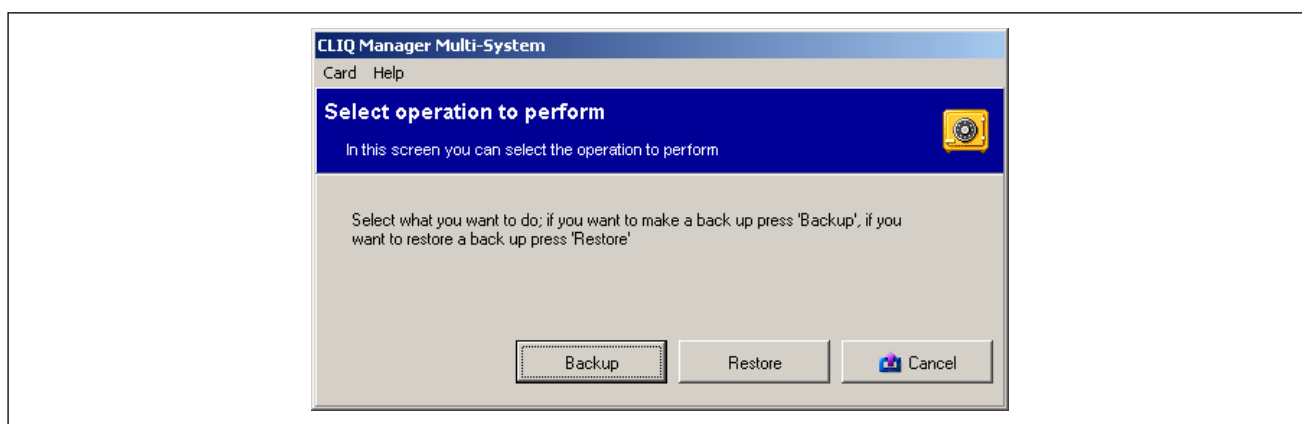 CLIQ Manager Multi-System
Card Help
Select operation to perform
In this screen you can select the operation to perform
Select what you want to do; if you want to make a back up press 'Backup', if you
want to restore a back up press 'Restore'
Backup Restore Cancel